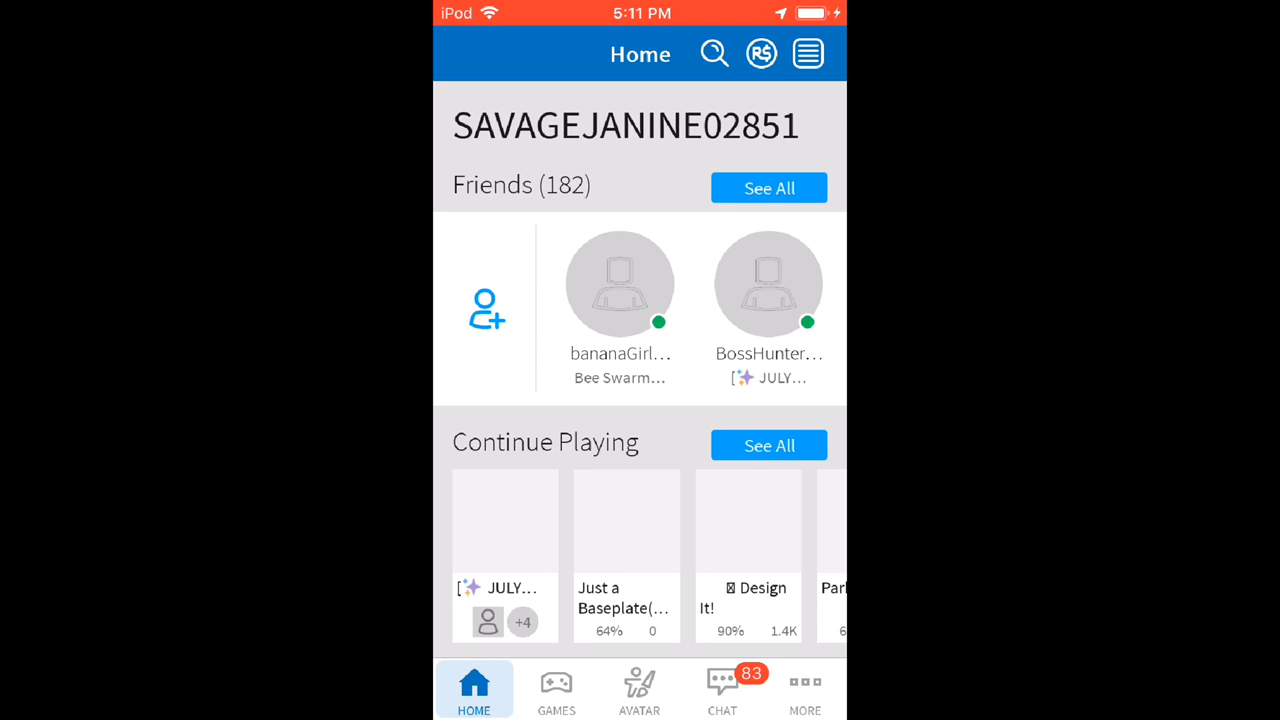 iPod 5:11 PM
Home R$
SAVAGEJANINE02851
Friends (182) See All
bananaGirl... BossHunter...
Bee Swarm... [✨ JULY...
Continue Playing See All
[✨ JULY... Just a Baseplate(... Design It! Par
+4 64% 0 90% 1.4K 6
HOME GAMES AVATAR CHAT 83 MORE